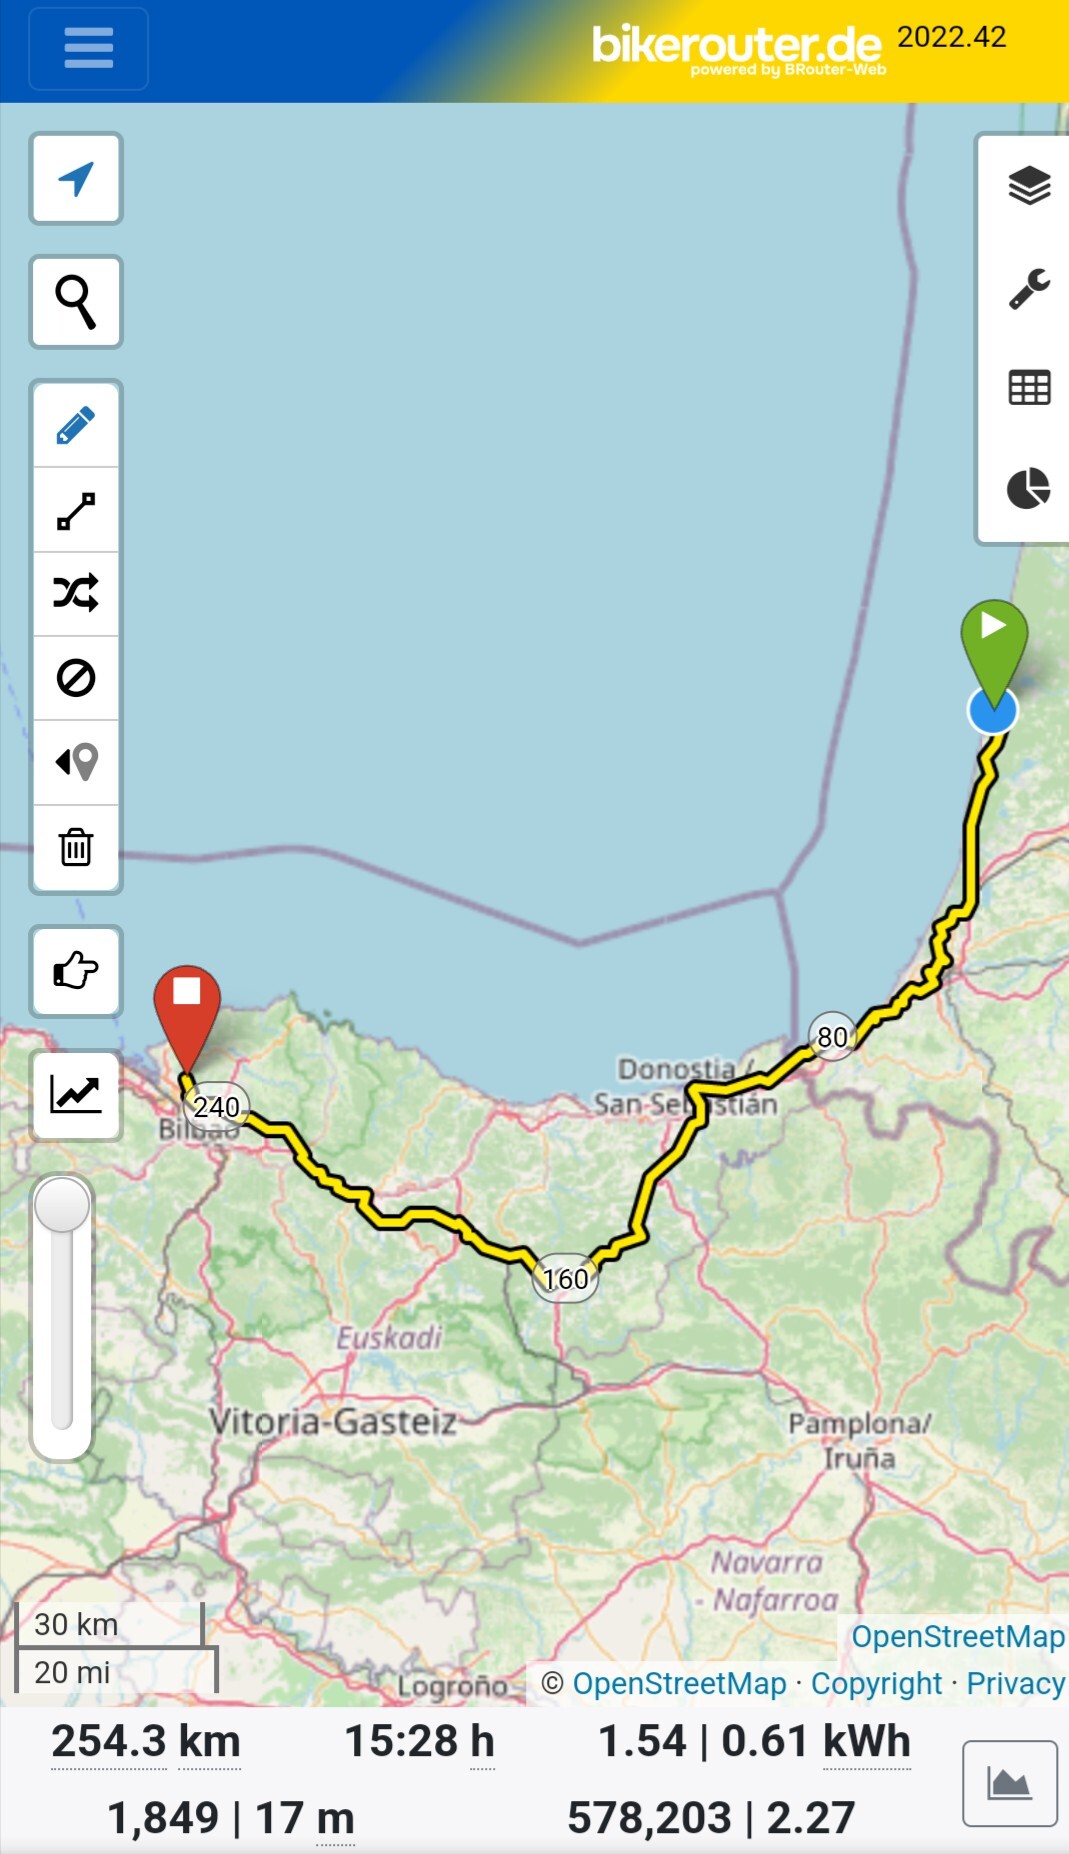 bikerouter.de 2022.42
powered by BRouter-Web
80
Donostia /
San Sebastián
240
Bilbao
160
Euskadi
Vitoria-Gasteiz
Pamplona/
Iruña
Navarra
- Nafarroa
30 km
20 mi
OpenStreetMap
Logroño
© OpenStreetMap · Copyright · Privacy
254.3 km 15:28 h 1.54 | 0.61 kWh
1,849 | 17 m 578,203 | 2.27